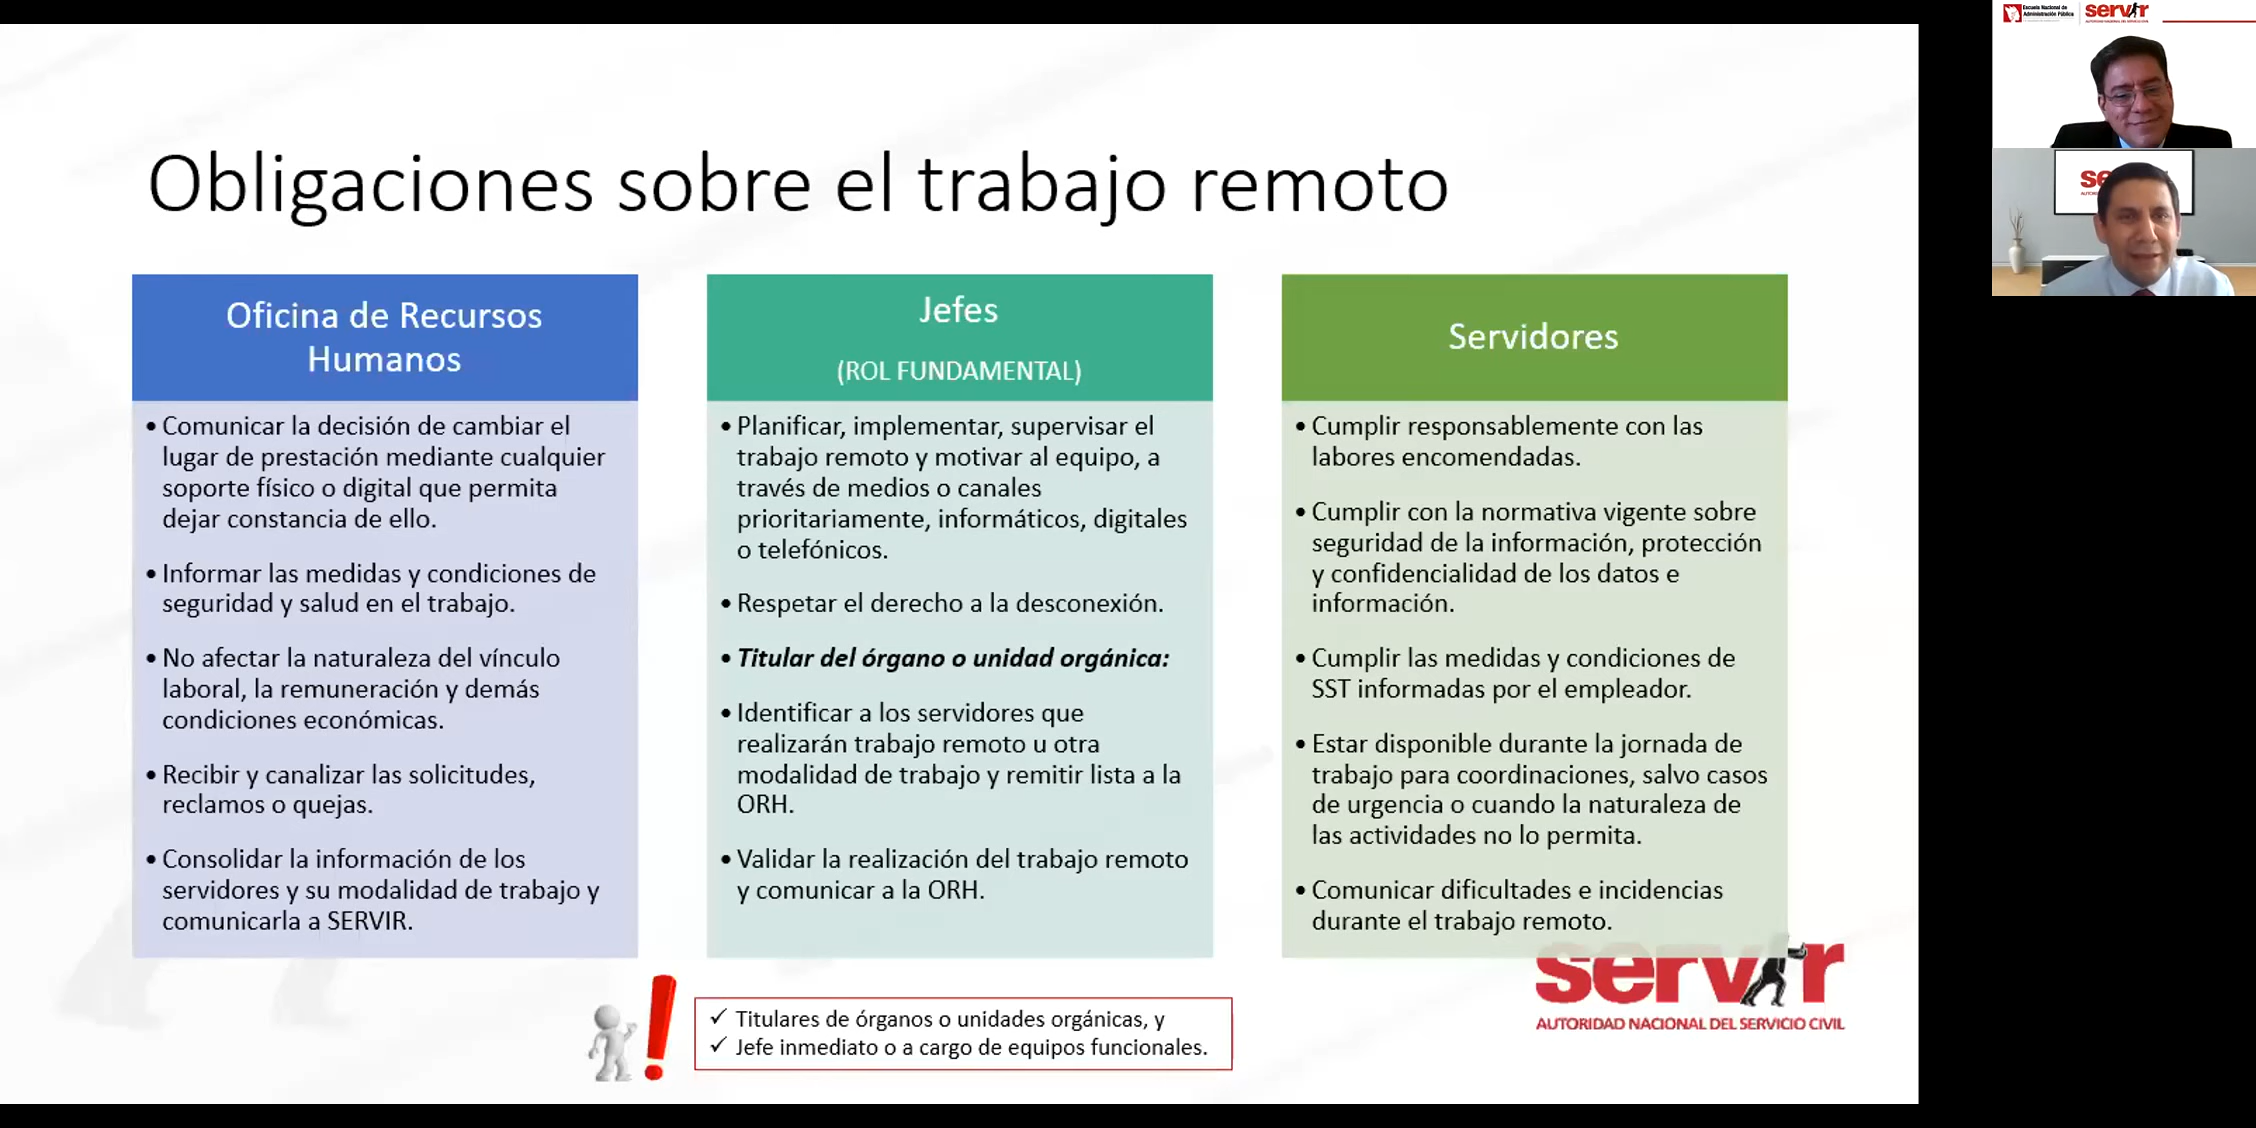 Obligaciones sobre el trabajo remoto
Oficina de Recursos
Humanos
• Comunicar la decisión de cambiar el
lugar de prestación mediante cualquier
soporte físico o digital que permita
dejar constancia de ello.
• Informar las medidas y condiciones de
seguridad y salud en el trabajo.
• No afectar la naturaleza del vínculo
laboral, la remuneración y demás
condiciones económicas.
• Recibir y canalizar las solicitudes,
reclamos o quejas.
• Consolidar la información de los
servidores y su modalidad de trabajo y
comunicarla a SERVIR.
Jefes
(ROL FUNDAMENTAL)
• Planificar, implementar, supervisar el
trabajo remoto y motivar al equipo, a
través de medios o canales
prioritariamente, informáticos, digitales
o telefónicos.
• Respetar el derecho a la desconexión.
• Titular del órgano o unidad orgánica:
• Identificar a los servidores que
realizarán trabajo remoto u otra
modalidad de trabajo y remitir lista a la
ORH.
• Validar la realización del trabajo remoto
y comunicar a la ORH.
Servidores
• Cumplir responsablemente con las
labores encomendadas.
• Cumplir con la normativa vigente sobre
seguridad de la información, protección
y confidencialidad de los datos e
información.
• Cumplir las medidas y condiciones de
SST informadas por el empleador.
• Estar disponible durante la jornada de
trabajo para coordinaciones, salvo casos
de urgencia o cuando la naturaleza de
las actividades no lo permita.
• Comunicar dificultades e incidencias
durante el trabajo remoto.
✓ Titulares de órganos o unidades orgánicas, y
✓ Jefe inmediato o a cargo de equipos funcionales.
servir
AUTORIDAD NACIONAL DEL SERVICIO CIVIL
Escuela Nacional de
Administración Pública
servir
se